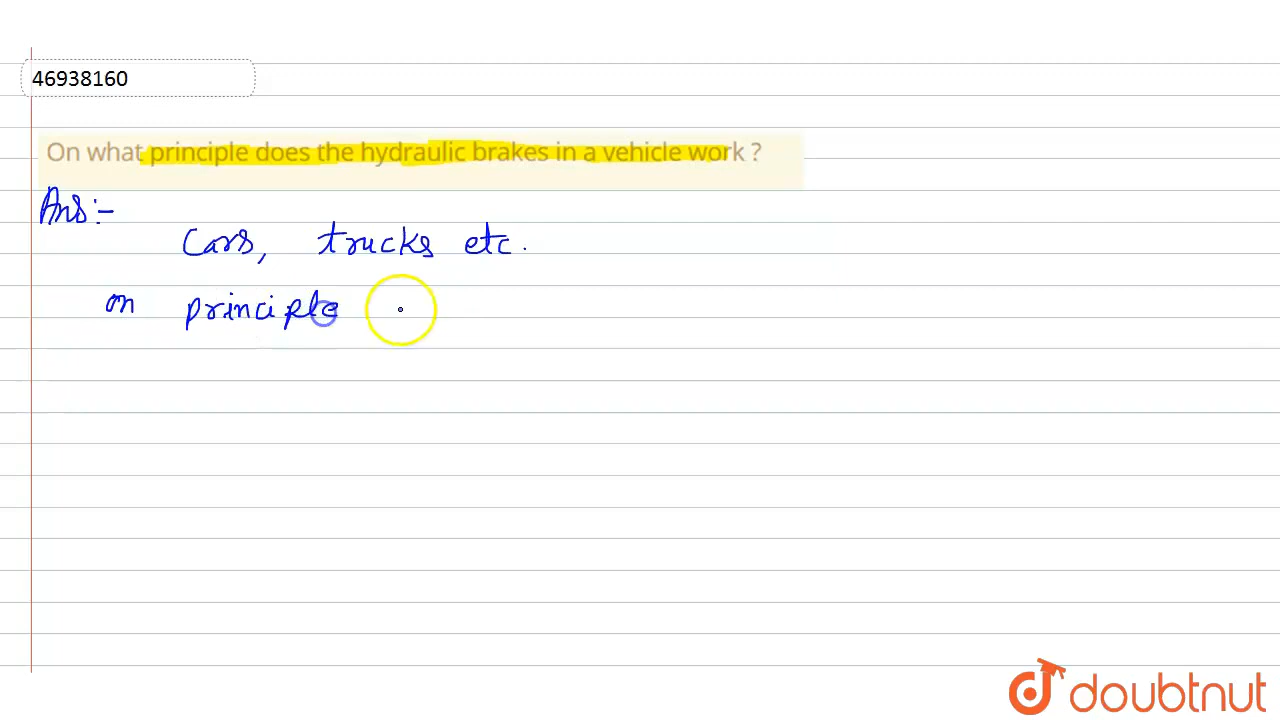 46938160
On what principle does the hydraulic brakes in a vehicle work ?
Ans :-
Cars, trucks etc.
on principle
doubtnut